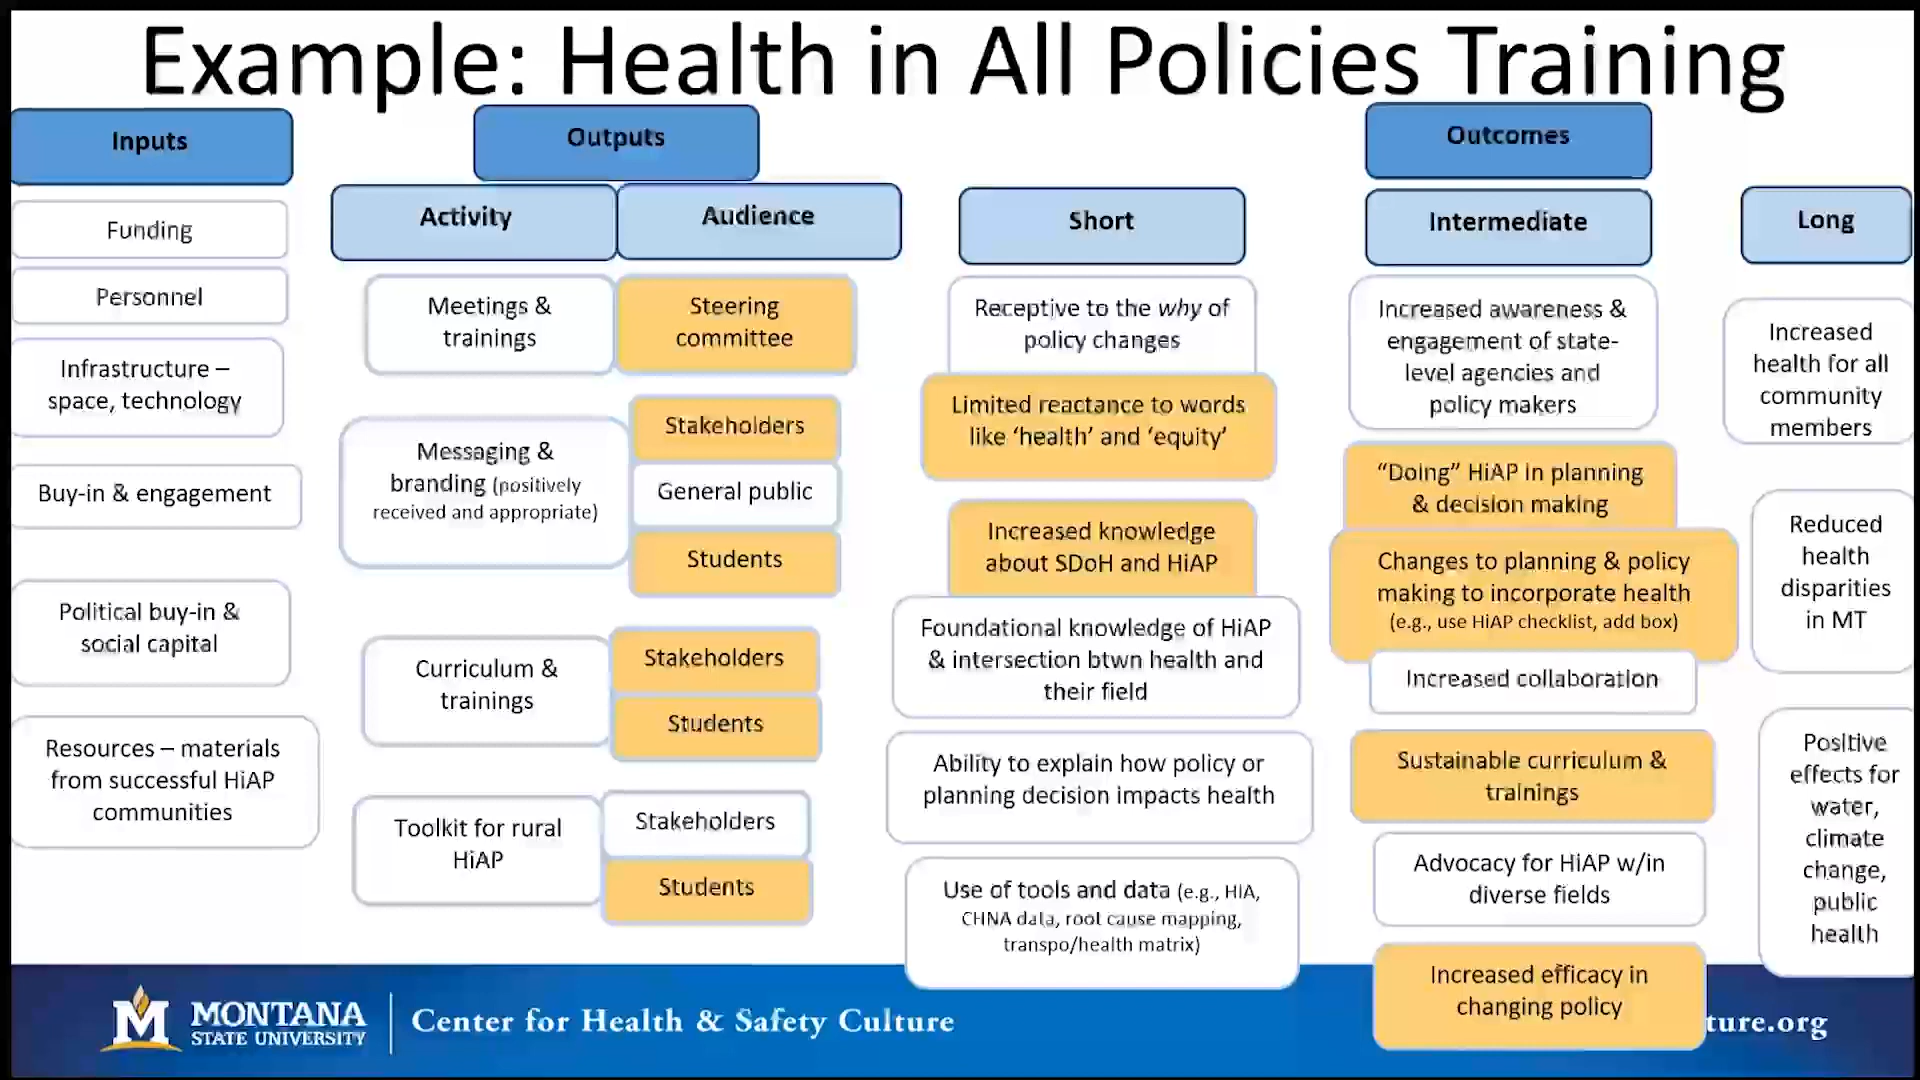 Example: Health in All Policies Training
Inputs
Funding
Personnel
Infrastructure –
space, technology
Buy-in & engagement
Political buy-in &
social capital
Resources – materials
from successful HiAP
communities
Outputs
Activity
Audience
Meetings &
trainings
Steering
committee
Messaging &
branding (positively
received and appropriate)
Stakeholders
General public
Students
Curriculum &
trainings
Stakeholders
Students
Toolkit for rural
HiAP
Stakeholders
Students
Outcomes
Short
Receptive to the why of
policy changes
Limited reactance to words
like ‘health’ and ‘equity’
Increased knowledge
about SDoH and HiAP
Foundational knowledge of HiAP
& intersection btwn health and
their field
Ability to explain how policy or
planning decision impacts health
Use of tools and data (e.g., HIA,
CHNA data, root cause mapping,
transpo/health matrix)
Intermediate
Increased awareness &
engagement of state-
level agencies and
policy makers
“Doing” HiAP in planning
& decision making
Changes to planning & policy
making to incorporate health
(e.g., use HiAP checklist, add box)
Increased collaboration
Sustainable curriculum &
trainings
Advocacy for HiAP w/in
diverse fields
Increased efficacy in
changing policy
Long
Increased
health for all
community
members
Reduced
health
disparities
in MT
Positive
effects for
water,
climate
change,
public
health
M MONTANA
STATE UNIVERSITY
Center for Health & Safety Culture
ture.org